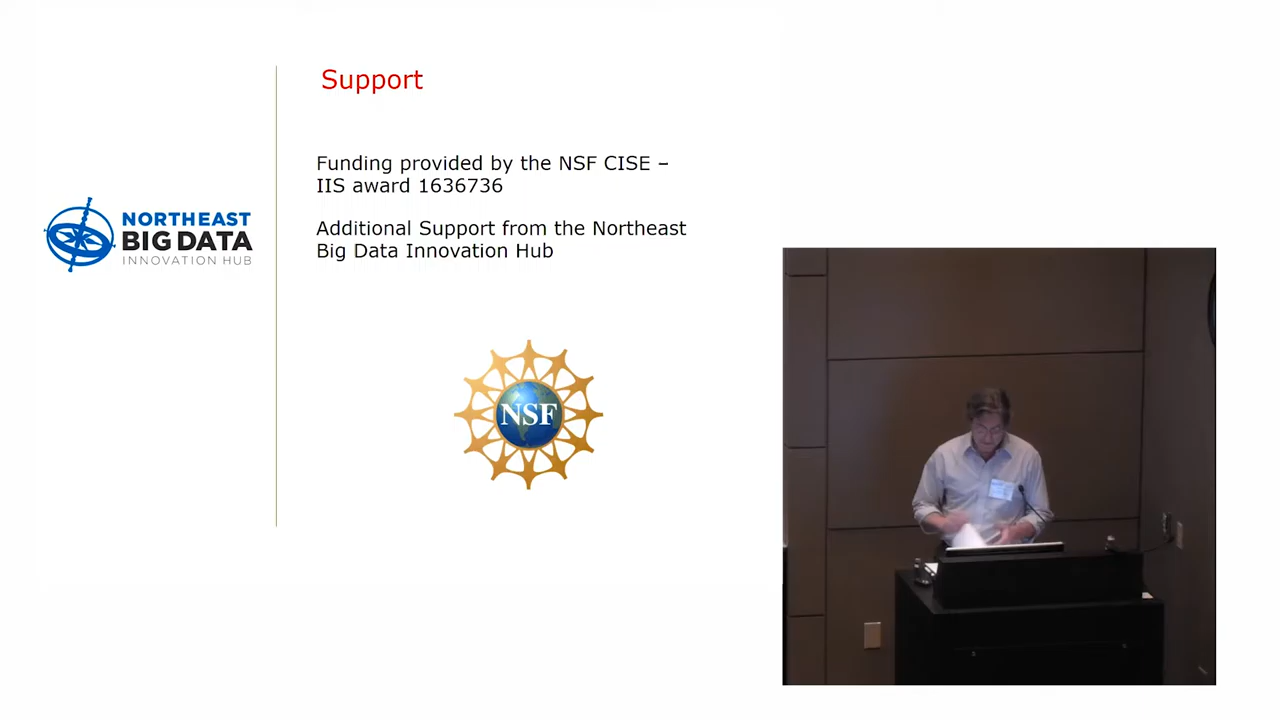 Support
Funding provided by the NSF CISE –
IIS award 1636736
Additional Support from the Northeast
Big Data Innovation Hub
NORTHEAST
BIG DATA
INNOVATION HUB
NSF